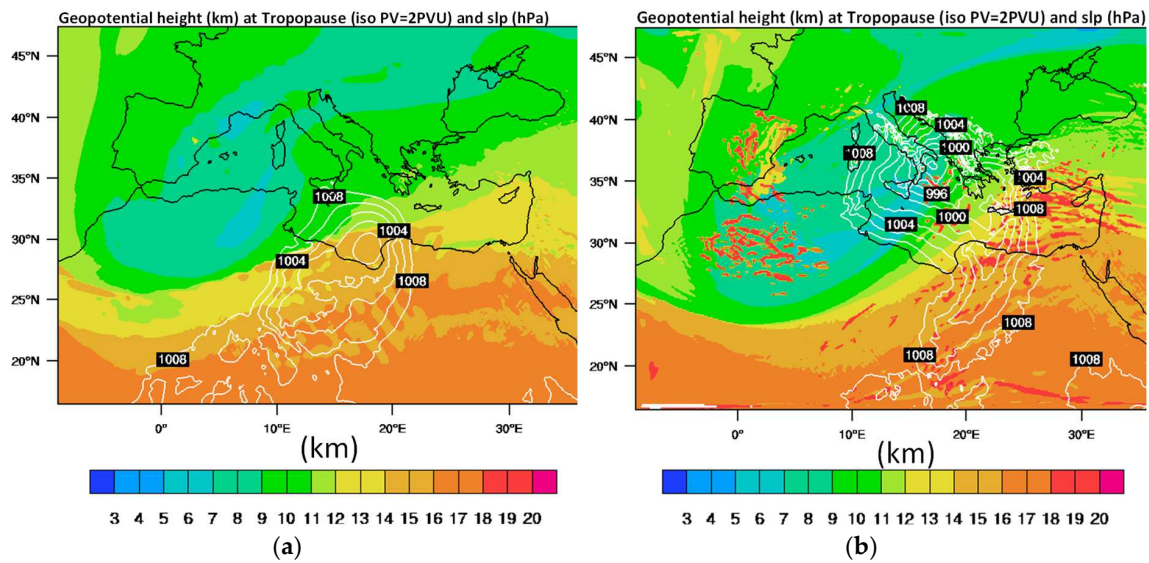 Geopotential height (km) at Tropopause (iso PV=2PVU) and slp (hPa)
45°N
40°N
35°N
30°N
25°N
20°N
1008
1004
1004
1008
1008
0°
10°E
20°E
30°E
(km)
3 4 5 6 7 8 9 10 11 12 13 14 15 16 17 18 19 20
(a)
Geopotential height (km) at Tropopause (iso PV=2PVU) and slp (hPa)
45°N
40°N
35°N
30°N
25°N
20°N
1008
1004
1000
1008
1004
996
1008
1000
1004
1008
1008
1008
0°
10°E
20°E
30°E
(km)
3 4 5 6 7 8 9 10 11 12 13 14 15 16 17 18 19 20
(b)